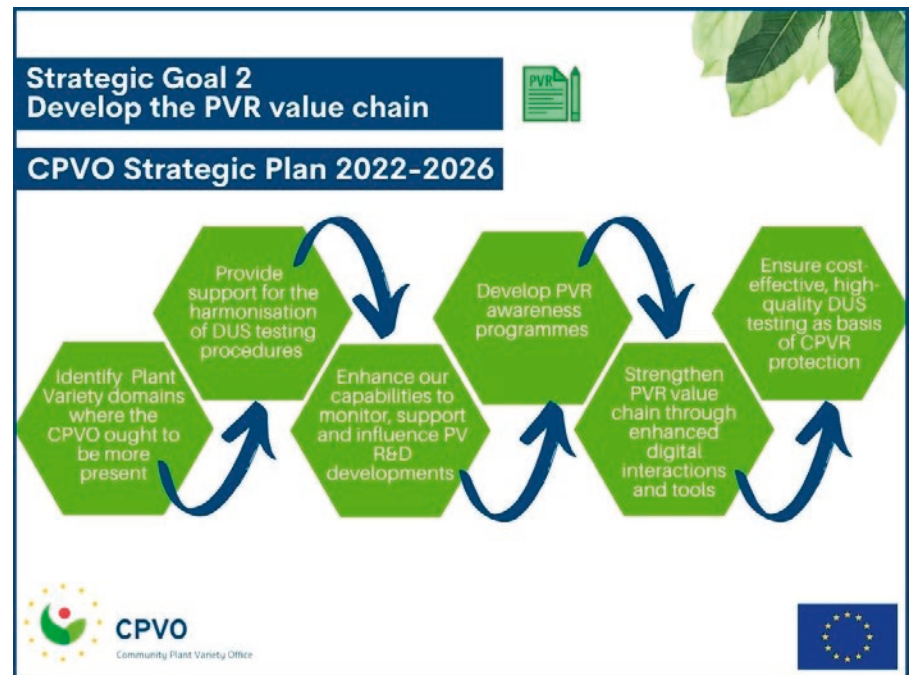 Strategic Goal 2
Develop the PVR value chain
PVR
CPVO Strategic Plan 2022-2026
Identify Plant
Variety domains
where the
CPVO ought to
be more
present
Provide
support for the
harmonisation
of DUS testing
procedures
Enhance our
capabilities to
monitor, support
and influence PV
R&D
developments
Develop PVR
awareness
programmes
Strengthen
PVR value
chain through
enhanced
digital
interactions
and tools
Ensure cost-
effective, high-
quality DUS
testing as basis
of CPVR
protection
CPVO
Community Plant Variety Office